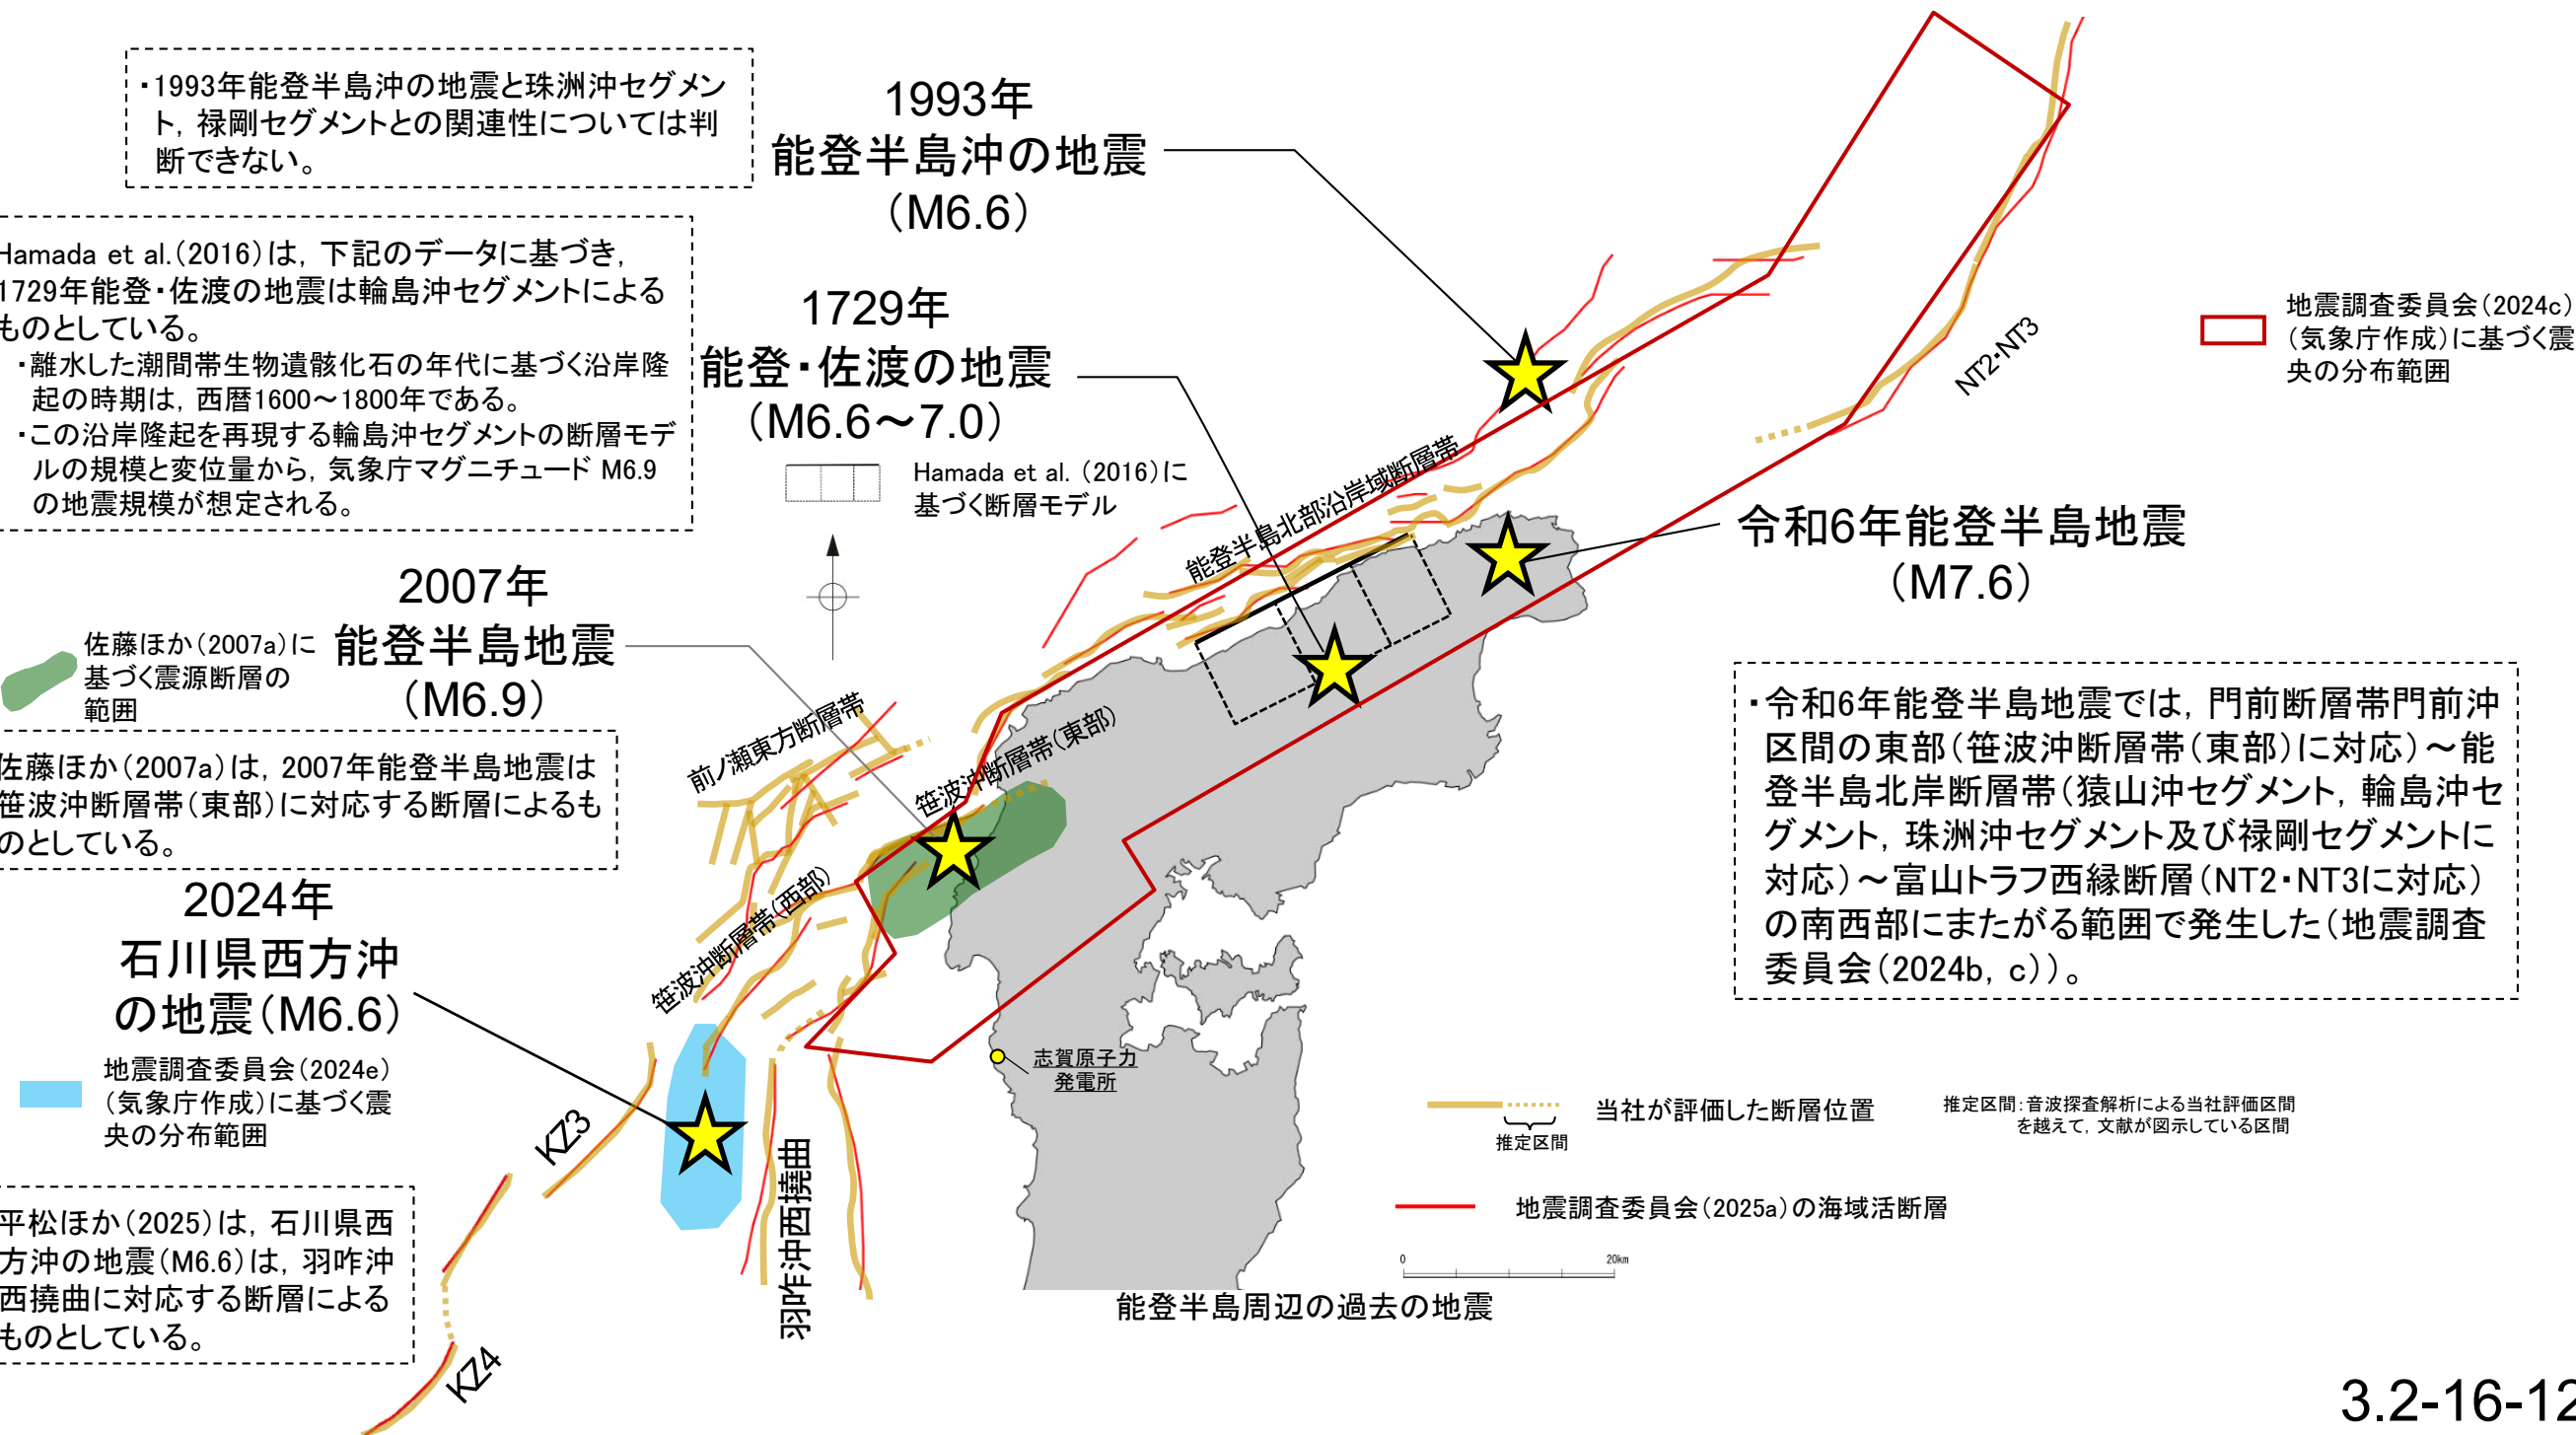 ・1993年能登半島沖の地震と珠洲沖セグメン
ト，禄剛セグメントとの関連性については判
断できない。
1993年
能登半島沖の地震
（M6.6）
Hamada et al.（2016）は，下記のデータに基づき，
1729年能登・佐渡の地震は輪島沖セグメントによる
ものとしている。
・離水した潮間帯生物遺骸化石の年代に基づく沿岸隆
起の時期は，西暦1600～1800年である。
・この沿岸隆起を再現する輪島沖セグメントの断層モデ
ルの規模と変位量から，気象庁マグニチュード M6.9
の地震規模が想定される。
1729年
能登・佐渡の地震
（M6.6～7.0）
Hamada et al. （2016）に
基づく断層モデル
地震調査委員会（2024c）
（気象庁作成）に基づく震
央の分布範囲
NT2・NT3
能登半島北部沿岸域断層帯
令和6年能登半島地震
（M7.6）
2007年
能登半島地震
（M6.9）
佐藤ほか（2007a）に
基づく震源断層の
範囲
・令和6年能登半島地震では，門前断層帯門前沖
区間の東部（笹波沖断層帯（東部）に対応）～能
登半島北岸断層帯（猿山沖セグメント，輪島沖セ
グメント，珠洲沖セグメント及び禄剛セグメントに
対応）～富山トラフ西縁断層（NT2・NT3に対応）
の南西部にまたがる範囲で発生した（地震調査
委員会（2024b，c））。
前ノ瀬東方断層帯
笹波沖断層帯（東部）
佐藤ほか（2007a）は，2007年能登半島地震は
笹波沖断層帯（東部）に対応する断層によるも
のとしている。
笹波沖断層帯（西部）
2024年
石川県西方沖
の地震（M6.6）
地震調査委員会（2024e）
（気象庁作成）に基づく震
央の分布範囲
志賀原子力
発電所
KZ3
羽咋沖西撓曲
当社が評価した断層位置
推定区間
推定区間：音波探査解析による当社評価区間
を越えて，文献が図示している区間
地震調査委員会（2025a）の海域活断層
平松ほか（2025）は，石川県西
方沖の地震（M6.6）は，羽咋沖
西撓曲に対応する断層による
ものとしている。
KZ4
0 20km
能登半島周辺の過去の地震
3.2-16-12